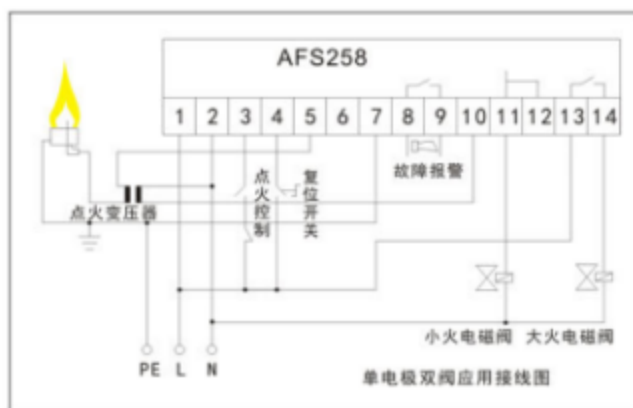 AFS258
1 2 3 4 5 6 7 8 9 10 11 12 13 14
故障报警
点火控制
复位开关
点火变压器
小火电磁阀 大火电磁阀
PE L N
单电极双阀应用接线图